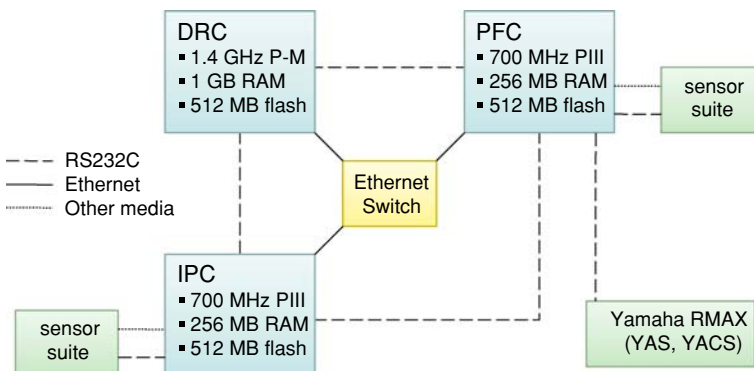 DRC
▪ 1.4 GHz P-M
▪ 1 GB RAM
▪ 512 MB flash
PFC
▪ 700 MHz PIII
▪ 256 MB RAM
▪ 512 MB flash
sensor
suite
RS232C
Ethernet
Other media
Ethernet
Switch
IPC
▪ 700 MHz PIII
▪ 256 MB RAM
▪ 512 MB flash
sensor
suite
Yamaha RMAX
(YAS, YACS)